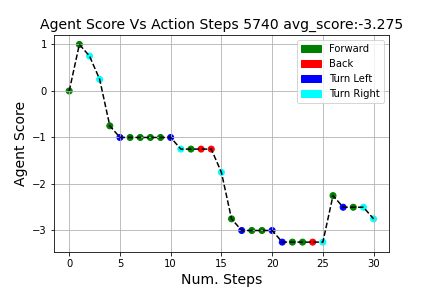 Agent Score Vs Action Steps 5740 avg_score:-3.275
Forward
Back
Turn Left
Turn Right
1
0
−1
−2
−3
Agent Score
0 5 10 15 20 25 30
Num. Steps